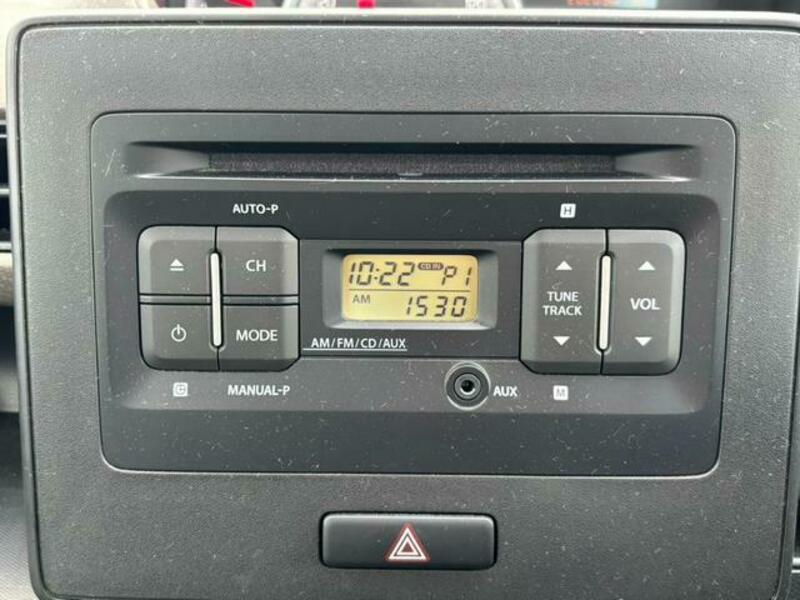 AUTO-P
H
CH
10:22 CD IN P1
TUNE
TRACK
VOL
AM 1530
MODE
AM/FM/CD/AUX
MANUAL-P
AUX
M